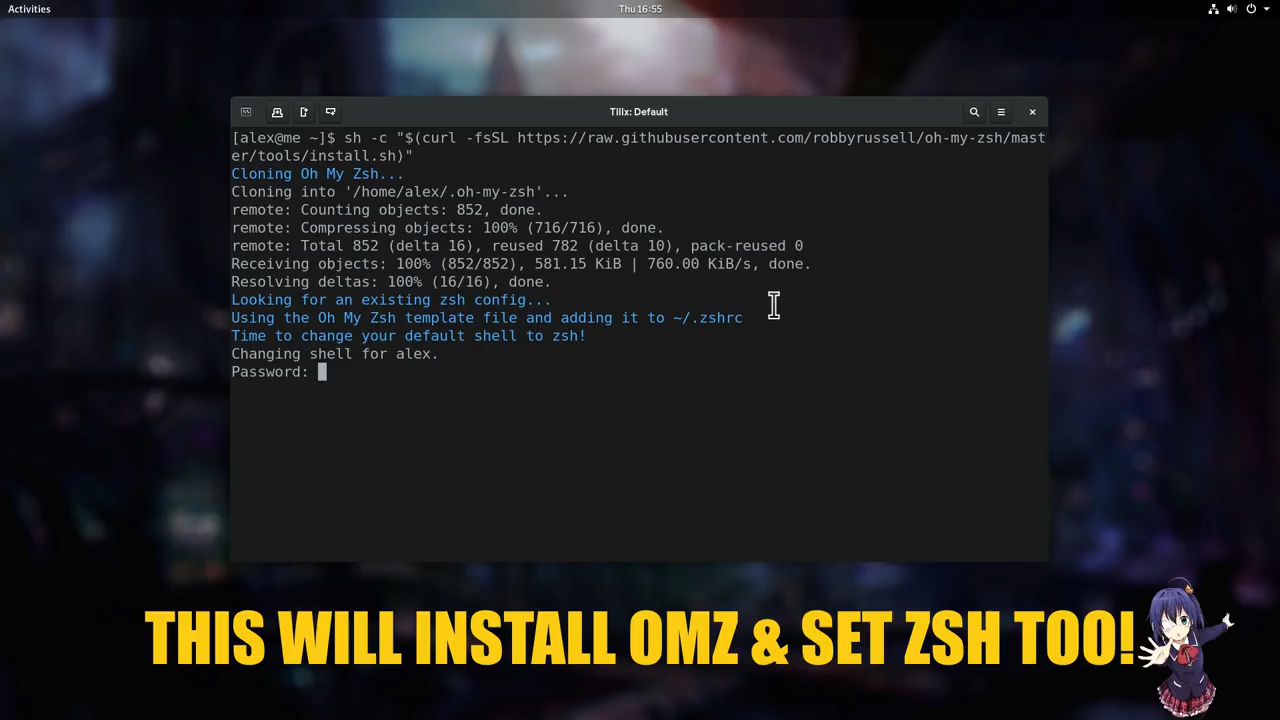 Activities
Thu 16:55
Tilix: Default
[alex@me ~]$ sh -c "$(curl -fsSL https://raw.githubusercontent.com/robbyrussell/oh-my-zsh/mast
er/tools/install.sh)"
Cloning Oh My Zsh...
Cloning into '/home/alex/.oh-my-zsh'...
remote: Counting objects: 852, done.
remote: Compressing objects: 100% (716/716), done.
remote: Total 852 (delta 16), reused 782 (delta 10), pack-reused 0
Receiving objects: 100% (852/852), 581.15 KiB | 760.00 KiB/s, done.
Resolving deltas: 100% (16/16), done.
Looking for an existing zsh config...
Using the Oh My Zsh template file and adding it to ~/.zshrc
Time to change your default shell to zsh!
Changing shell for alex.
Password:
THIS WILL INSTALL OMZ & SET ZSH TOO!